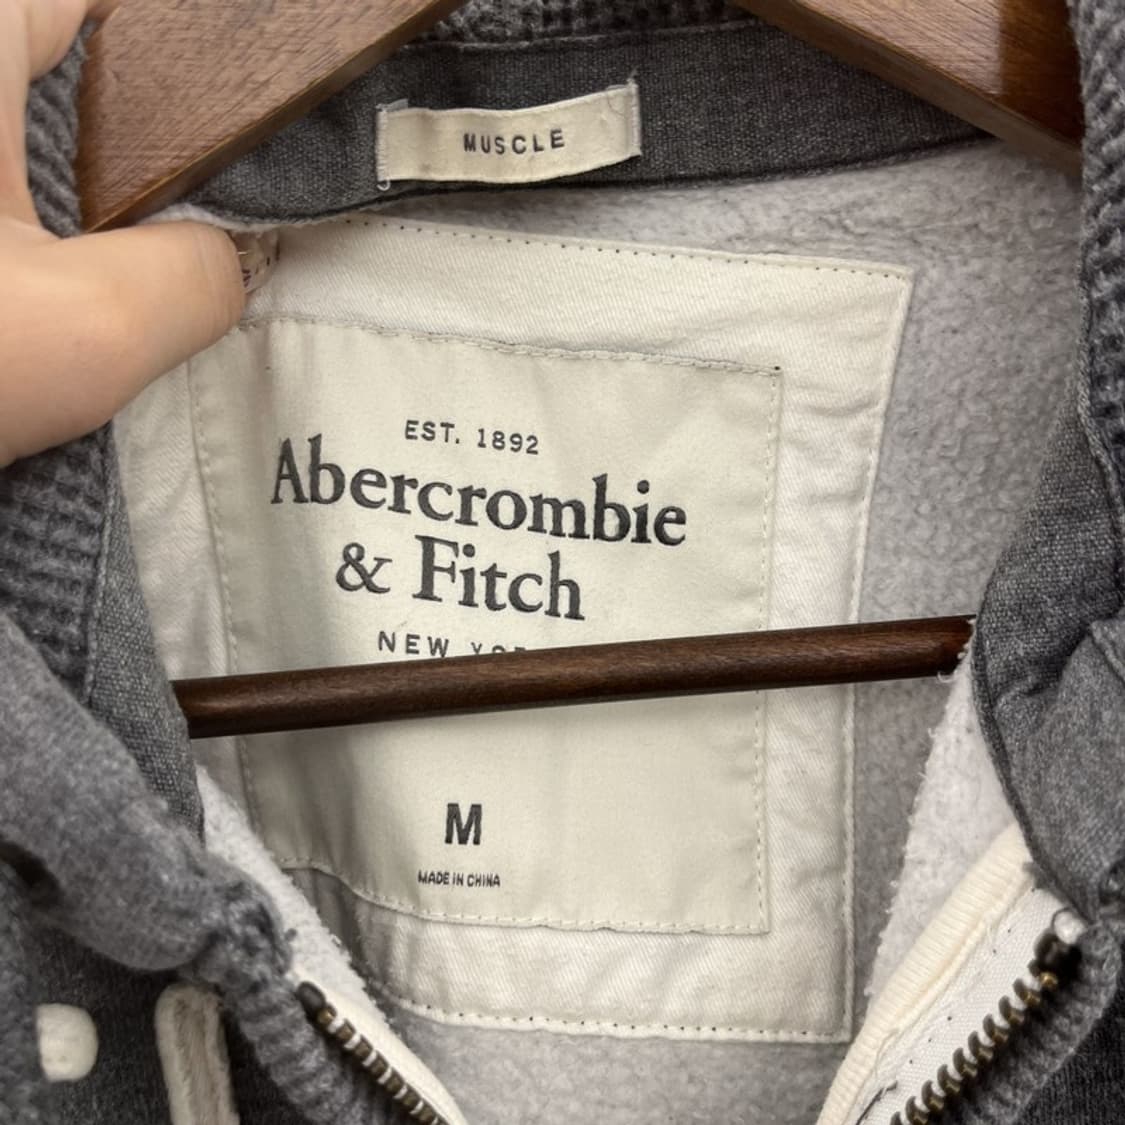 MUSCLE
EST. 1892
Abercrombie
& Fitch
NEW
M
MADE IN CHINA